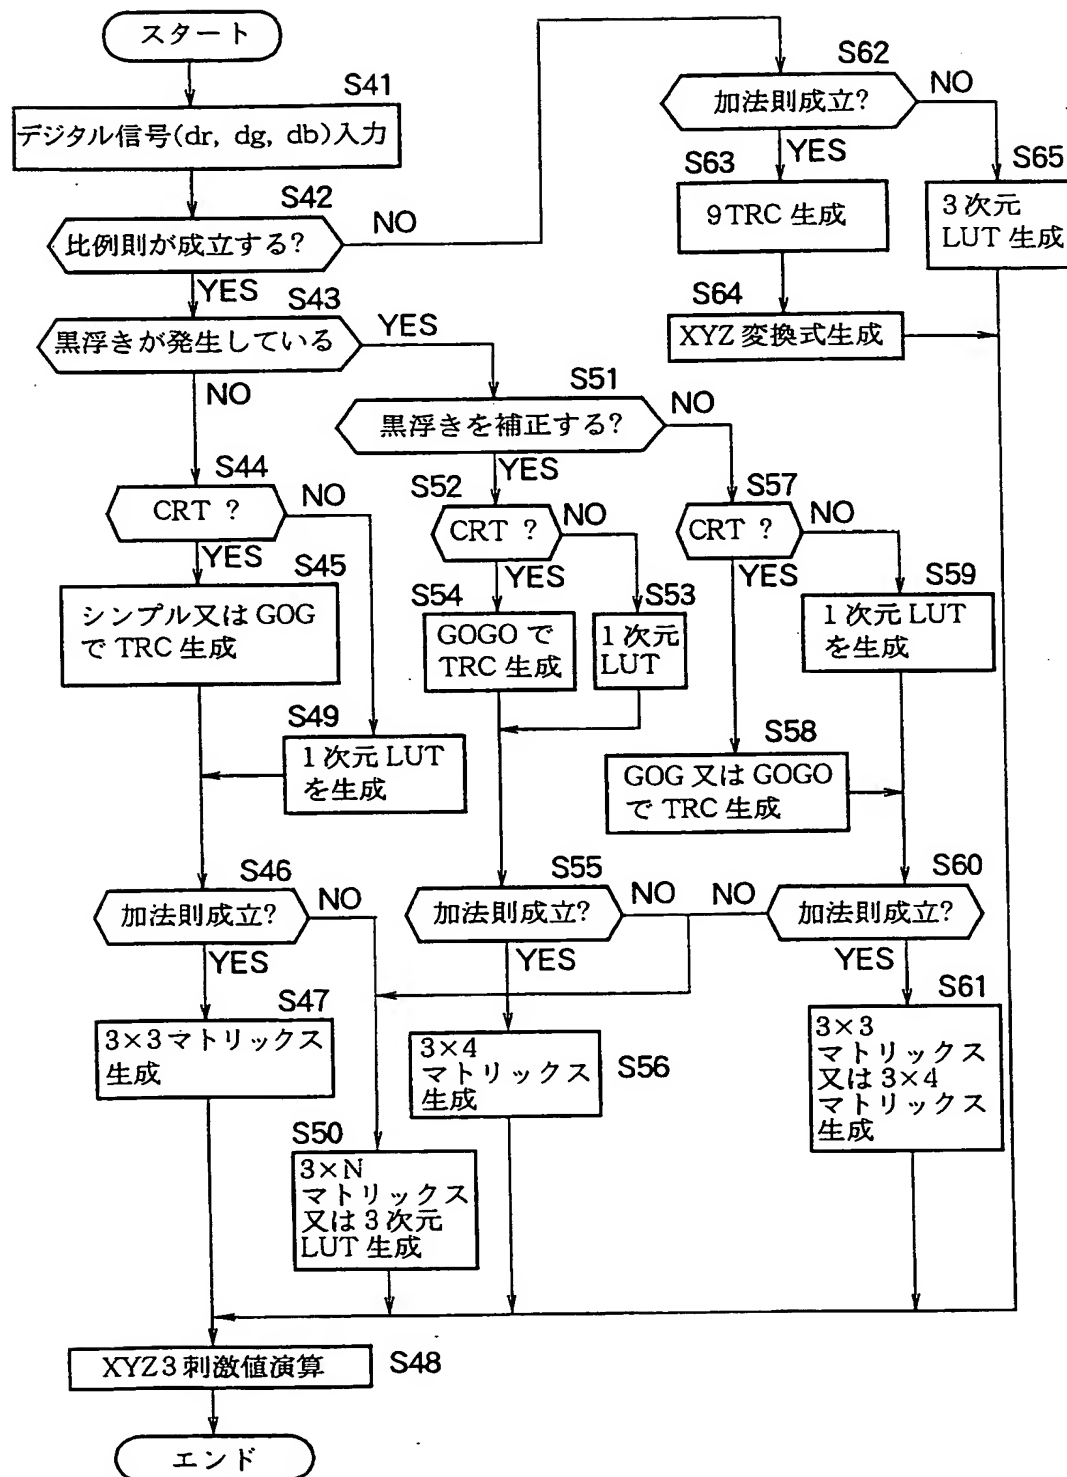 スタート
S41
デジタル信号(dr, dg, db)入力
S42
比例則が成立する?
NO
YES
S43
黒浮きが発生している
YES
NO
S62
加法則成立?
NO
YES
S63
9TRC 生成
S65
3次元
LUT 生成
S64
XYZ 変換式生成
S51
黒浮きを補正する?
NO
YES
S44
CRT ?
NO
YES
S45
シンプル又は GOG
で TRC 生成
S49
1次元 LUT
を生成
S52
CRT ?
NO
YES
S54
GOGO で
TRC 生成
S53
1次元
LUT
S57
CRT ?
NO
YES
S59
1次元 LUT
を生成
S58
GOG 又は GOGO
で TRC 生成
S46
加法則成立?
NO
YES
S47
3×3マトリックス
生成
S55
加法則成立?
NO
YES
3×4
マトリックス
生成
S56
S60
NO
加法則成立?
YES
S61
3×3
マトリックス
又は 3×4
マトリックス
生成
S50
3×N
マトリックス
又は 3次元
LUT 生成
XYZ3刺激値演算
S48
エンド